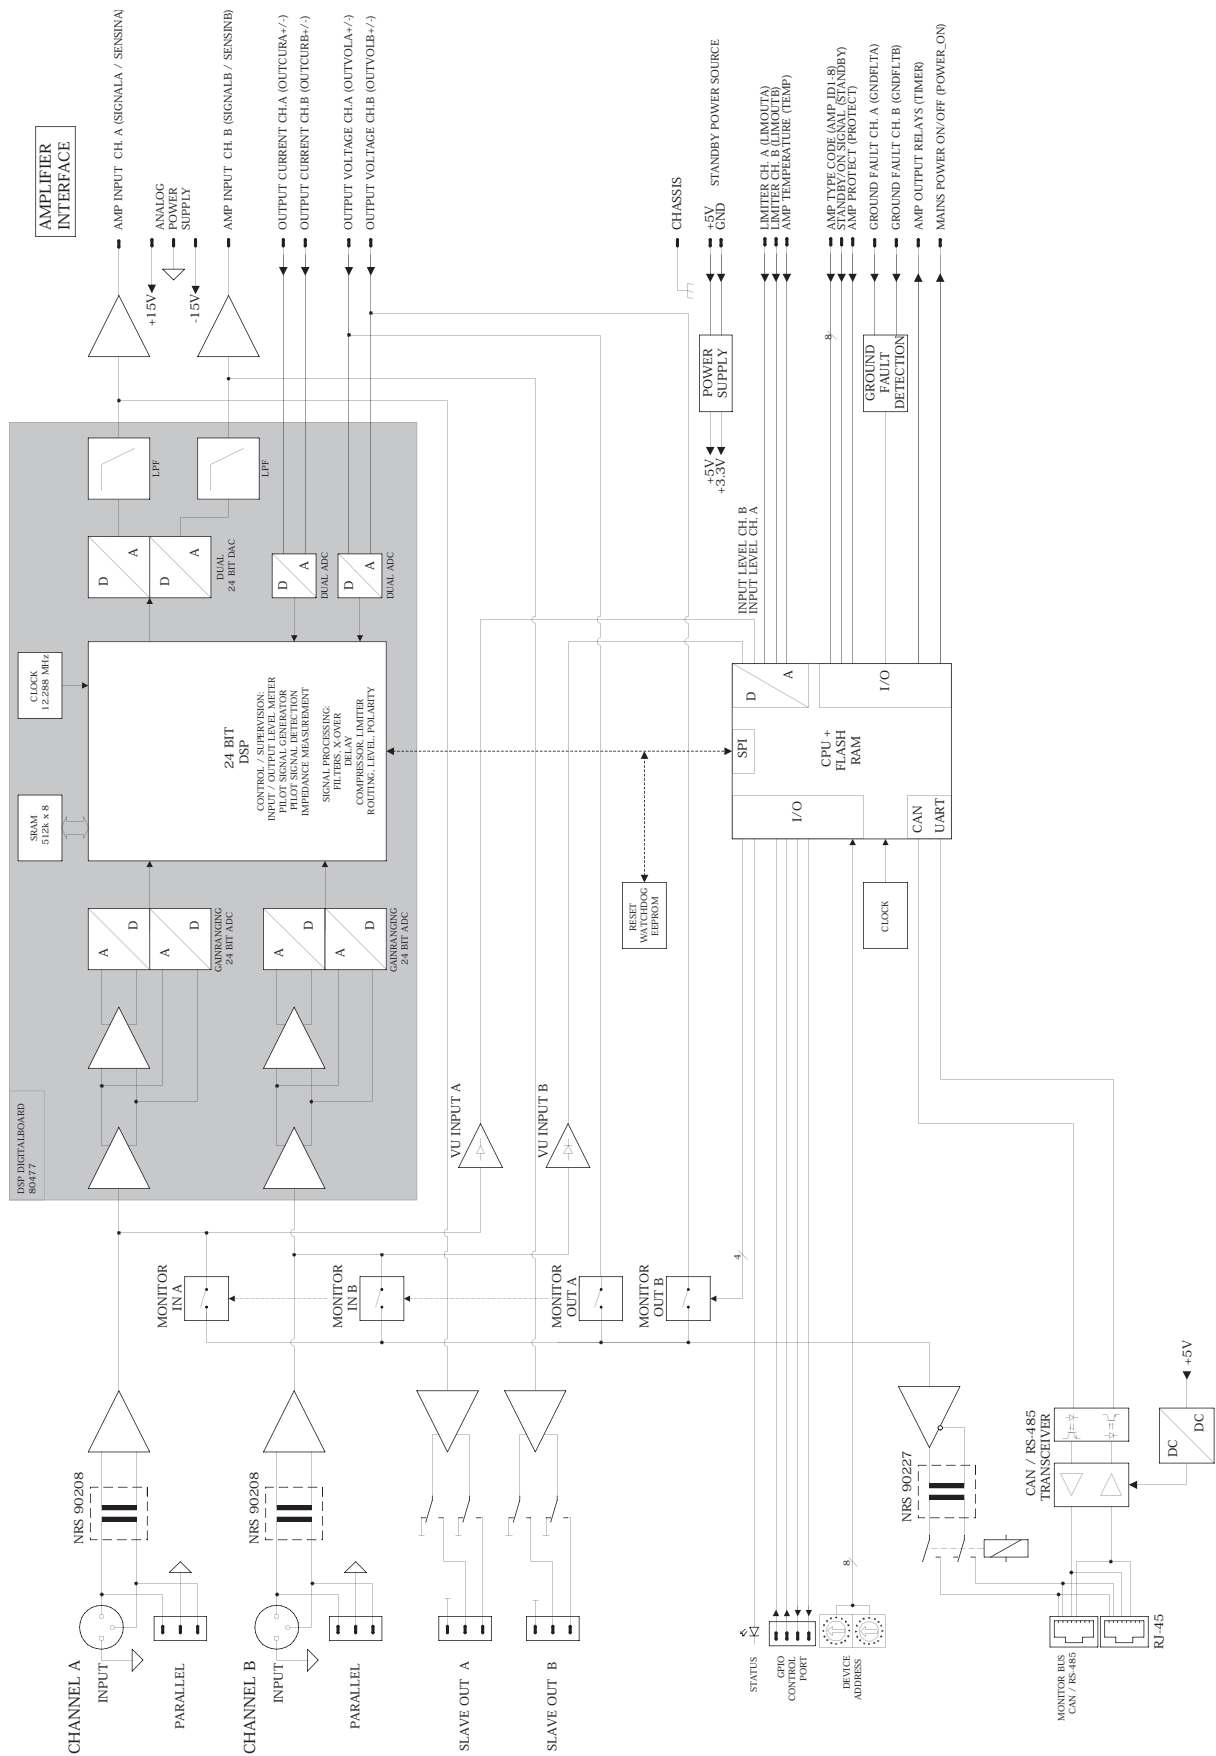 AMPLIFIER
INTERFACE
AMP INPUT CH. A (SIGNALA / SENSINA)
ANALOG
POWER
SUPPLY
+15V
-15V
AMP INPUT CH. B (SIGNALB / SENSINB)
OUTPUT CURRENT CH.A (OUTCURA+/-)
OUTPUT CURRENT CH.B (OUTCURB+/-)
OUTPUT VOLTAGE CH.A (OUTVOLA+/-)
OUTPUT VOLTAGE CH.B (OUTVOLB+/-)
CHASSIS
+5V
GND
STANDBY POWER SOURCE
LIMITER CH. A (LIMOUTA)
LIMITER CH. B (LIMOUTB)
AMP TEMPERATURE (TEMP)
AMP TYPE CODE (AMP_ID1-8)
STANDBY/ON SIGNAL (STANDBY)
AMP PROTECT (PROTECT)
GROUND FAULT CH. A (GNDFLTA)
GROUND FAULT CH. B (GNDFLTB)
AMP OUTPUT RELAYS (TIMER)
MAINS POWER ON/OFF (POWER_ON)
POWER
SUPPLY
+5V
+3.3V
8
GROUND
FAULT
DETECTION
LPF
LPF
D
A
D
A
DUAL
24 BIT DAC
D
A
DUAL ADC
D
A
DUAL ADC
INPUT LEVEL CH. B
INPUT LEVEL CH. A
CLOCK
12.288 MHz
SRAM
512k x 8
24 BIT
DSP
CONTROL / SUPERVISION:
INPUT / OUTPUT LEVEL METER
PILOT SIGNAL GENERATOR
PILOT SIGNAL DETECTION
IMPEDANCE MEASUREMENT
SIGNAL PROCESSING:
FILTERS, X-OVER
DELAY
COMPRESSOR, LIMITER
ROUTING, LEVEL, POLARITY
D
A
I/O
SPI
CPU +
FLASH
RAM
I/O
CAN
UART
RESET
WATCHDOG
EEPROM
CLOCK
A
D
A
D
GAINRANGING
24 BIT ADC
A
D
A
D
GAINRANGING
24 BIT ADC
DSP DIGITALBOARD
80477
VU INPUT A
VU INPUT B
MONITOR
IN A
MONITOR
IN B
MONITOR
OUT A
MONITOR
OUT B
4
NRS 90208
NRS 90208
NRS 90227
CAN / RS-485
TRANSCEIVER
DC
DC
+5V
8
CHANNEL A
INPUT
PARALLEL
CHANNEL B
INPUT
PARALLEL
SLAVE OUT A
SLAVE OUT B
STATUS
GPIO
CONTROL
PORT
DEVICE
ADDRESS
MONITOR BUS
CAN / RS-485
RJ-45